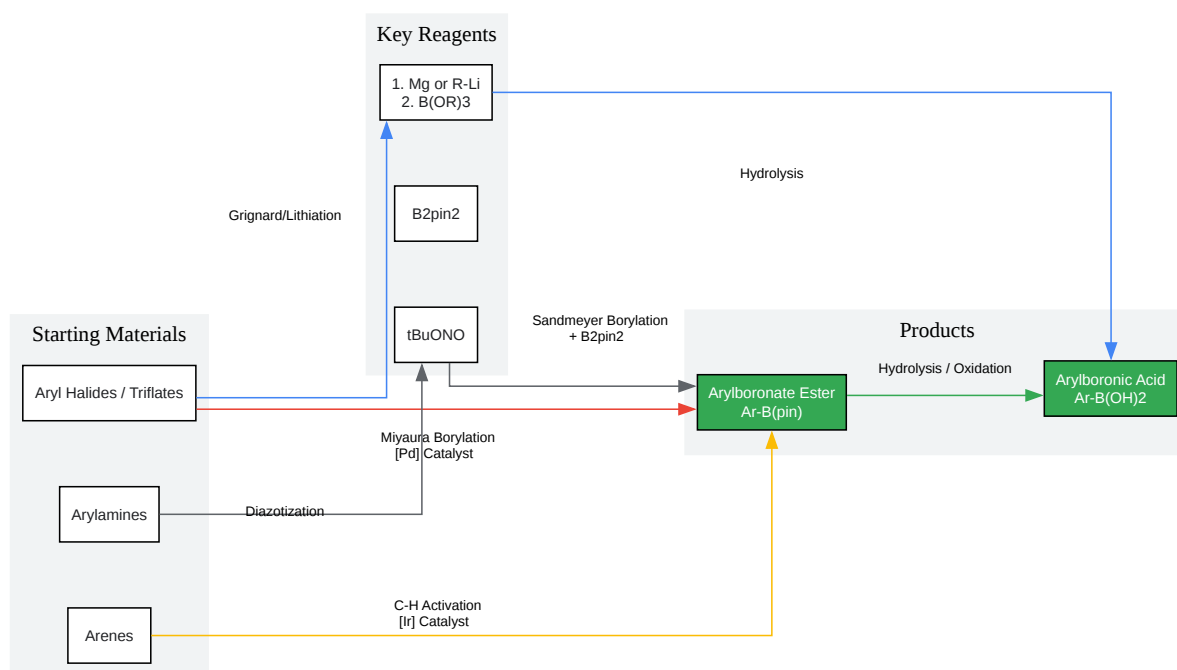 Key Reagents
1. Mg or R-Li
2. B(OR)3
Hydrolysis
Grignard/Lithiation
B2pin2
tBuONO
Sandmeyer Borylation
+ B2pin2
Starting Materials
Products
Aryl Halides / Triflates
Hydrolysis / Oxidation
Arylboronate Ester
Ar-B(pin)
Arylboronic Acid
Ar-B(OH)2
Miyaura Borylation
[Pd] Catalyst
Arylamines
Diazotization
C-H Activation
[Ir] Catalyst
Arenes